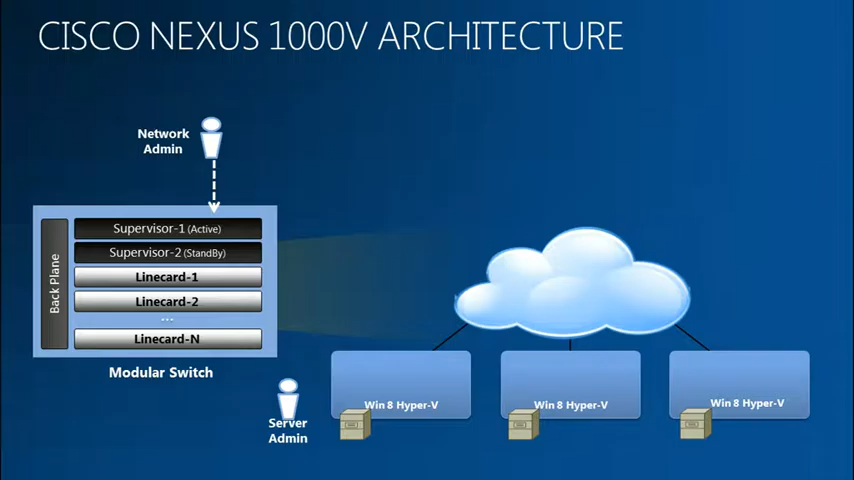 CISCO NEXUS 1000V ARCHITECTURE
Network
Admin
Back Plane
Supervisor-1 (Active)
Supervisor-2 (StandBy)
Linecard-1
Linecard-2
...
Linecard-N
Modular Switch
Server
Admin
Win 8 Hyper-V
Win 8 Hyper-V
Win 8 Hyper-V